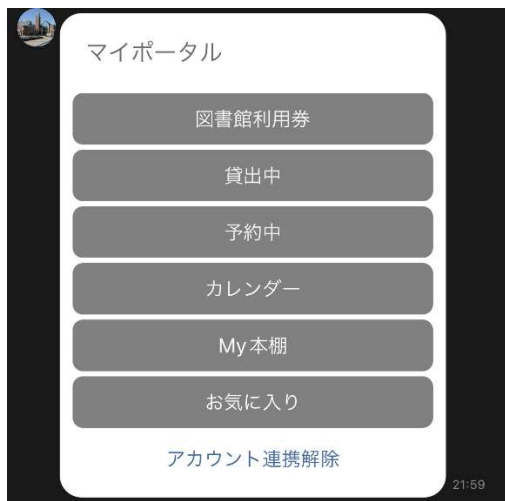 マイポータル
図書館利用券
貸出中
予約中
カレンダー
My本棚
お気に入り
アカウント連携解除
21:59